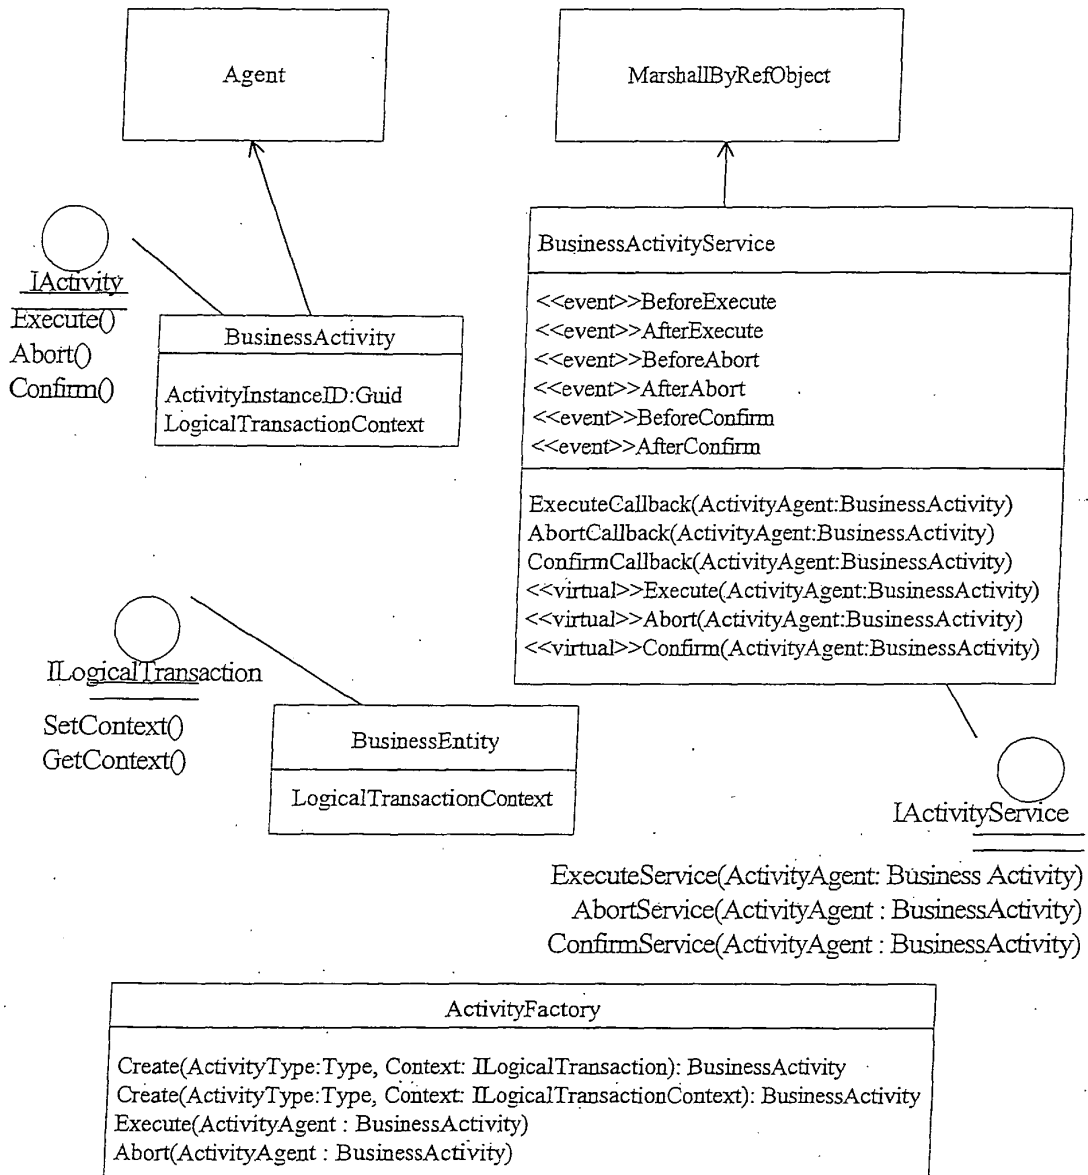 Agent
MarshallByRefObject
IActivity
Execute()
Abort()
Confirm()
BusinessActivity
ActivityInstanceID:Guid
LogicalTransactionContext
BusinessActivityService
<<event>>BeforeExecute
<<event>>AfterExecute
<<event>>BeforeAbort
<<event>>AfterAbort
<<event>>BeforeConfirm
<<event>>AfterConfirm
ExecuteCallback(ActivityAgent:BusinessActivity)
AbortCallback(ActivityAgent:BusinessActivity)
ConfirmCallback(ActivityAgent:BusinessActivity)
<<virtual>>Execute(ActivityAgent:BusinessActivity)
<<virtual>>Abort(ActivityAgent:BusinessActivity)
<<virtual>>Confirm(ActivityAgent:BusinessActivity)
ILogicalTransaction
SetContext()
GetContext()
BusinessEntity
LogicalTransactionContext
IActivityService
ExecuteService(ActivityAgent: Business Activity)
AbortService(ActivityAgent : BusinessActivity)
ConfirmService(ActivityAgent : BusinessActivity)
ActivityFactory
Create(ActivityType:Type, Context: ILogicalTransaction): BusinessActivity
Create(ActivityType:Type, Context: ILogicalTransactionContext): BusinessActivity
Execute(ActivityAgent : BusinessActivity)
Abort(ActivityAgent : BusinessActivity)